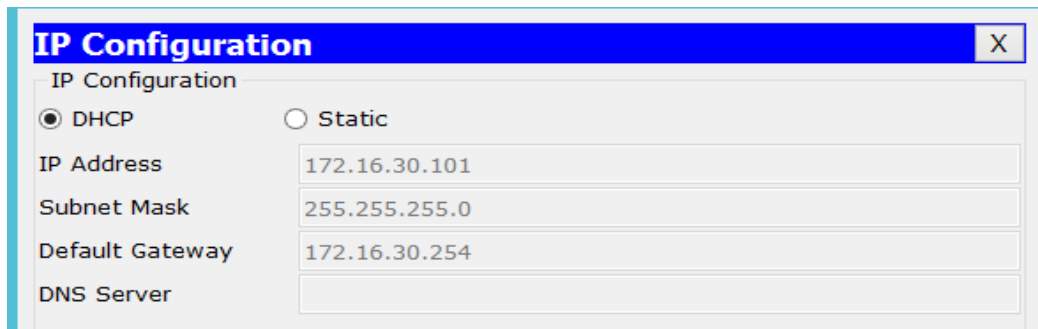 IP Configuration X
IP Configuration
DHCP Static
IP Address 172.16.30.101
Subnet Mask 255.255.255.0
Default Gateway 172.16.30.254
DNS Server